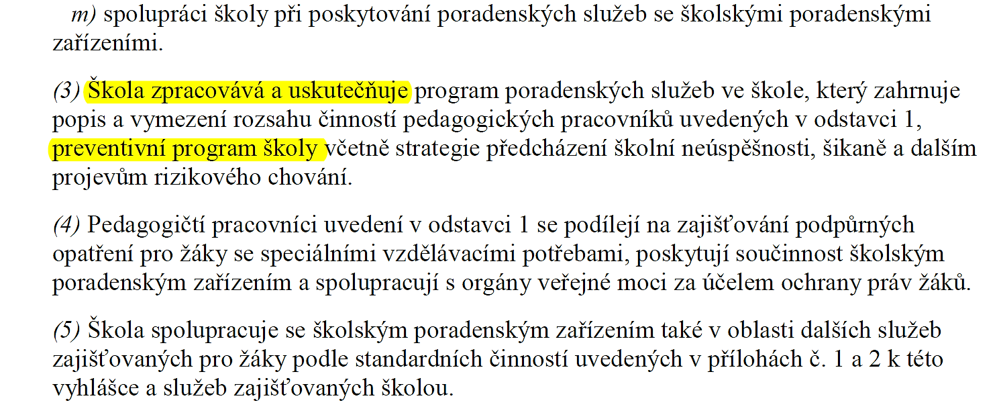 m) spolupráci školy při poskytování poradenských služeb se školskými poradenskými
zařízeními.
(3) Škola zpracovává a uskutečňuje program poradenských služeb ve škole, který zahrnuje
popis a vymezení rozsahu činností pedagogických pracovníků uvedených v odstavci 1,
preventivní program školy včetně strategie předcházení školní neúspěšnosti, šikaně a dalším
projevům rizikového chování.
(4) Pedagogičtí pracovníci uvedení v odstavci 1 se podílejí na zajišťování podpůrných
opatření pro žáky se speciálními vzdělávacími potřebami, poskytují součinnost školským
poradenským zařízením a spolupracují s orgány veřejné moci za účelem ochrany práv žáků.
(5) Škola spolupracuje se školským poradenským zařízením také v oblasti dalších služeb
zajišťovaných pro žáky podle standardních činností uvedených v přílohách č. 1 a 2 k této
vyhlášce a služeb zajišťovaných školou.